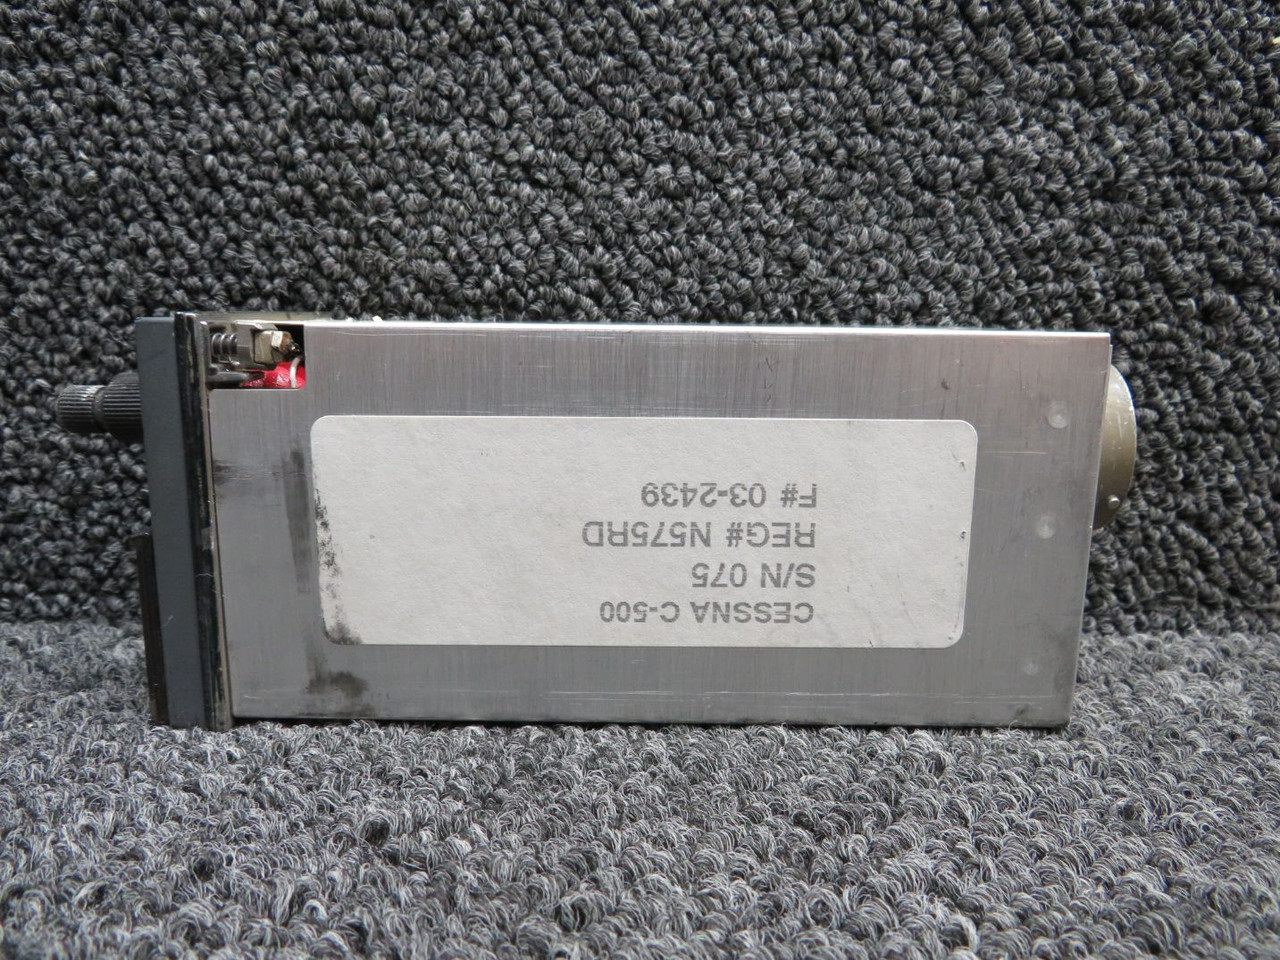 CESSNA C-500
S/N 075
REG# N575RD
F# 03-2439